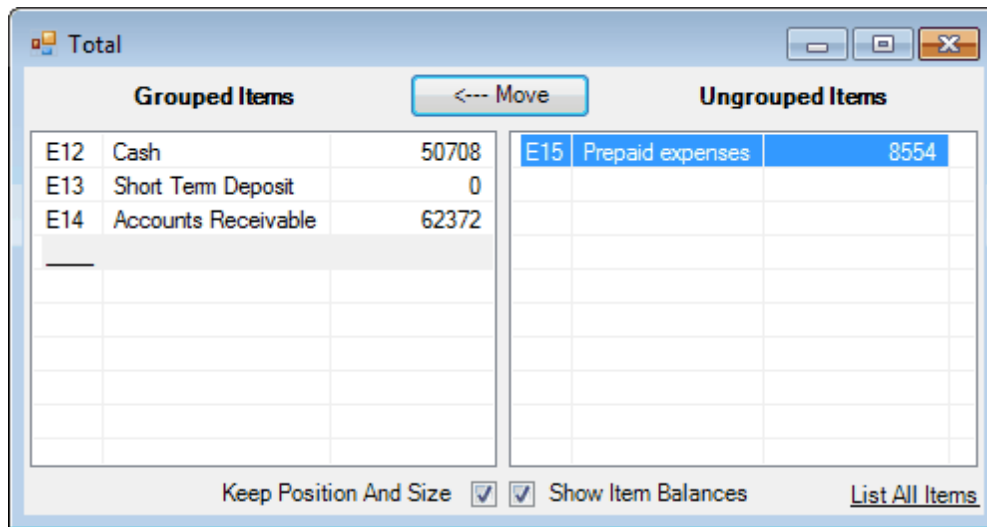 Total
Grouped Items <--- Move Ungrouped Items
E12 Cash 50708 E15 Prepaid expenses 8554
E13 Short Term Deposit 0
E14 Accounts Receivable 62372
Keep Position And Size Show Item Balances List All Items